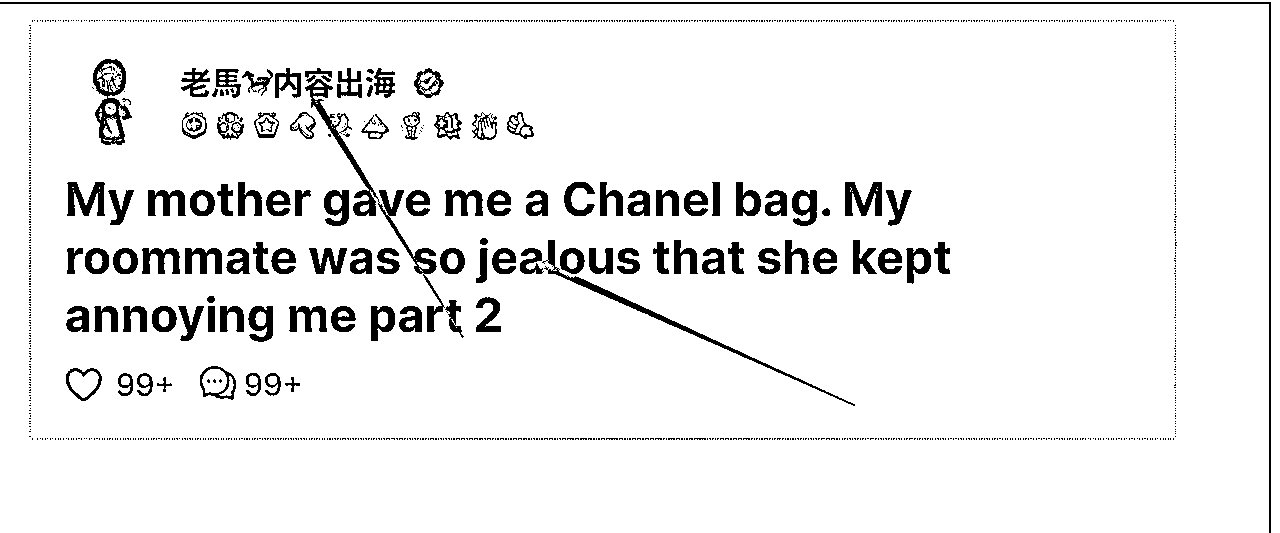 老馬🐎内容出海
My mother gave me a Chanel bag. My
roommate was so jealous that she kept
annoying me part 2
99+ 99+